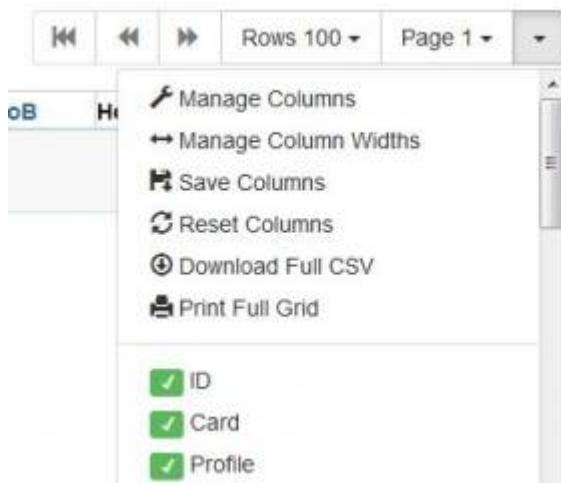 Rows 100 Page 1
oB
Manage Columns
Manage Column Widths
Save Columns
Reset Columns
Download Full CSV
Print Full Grid
ID
Card
Profile